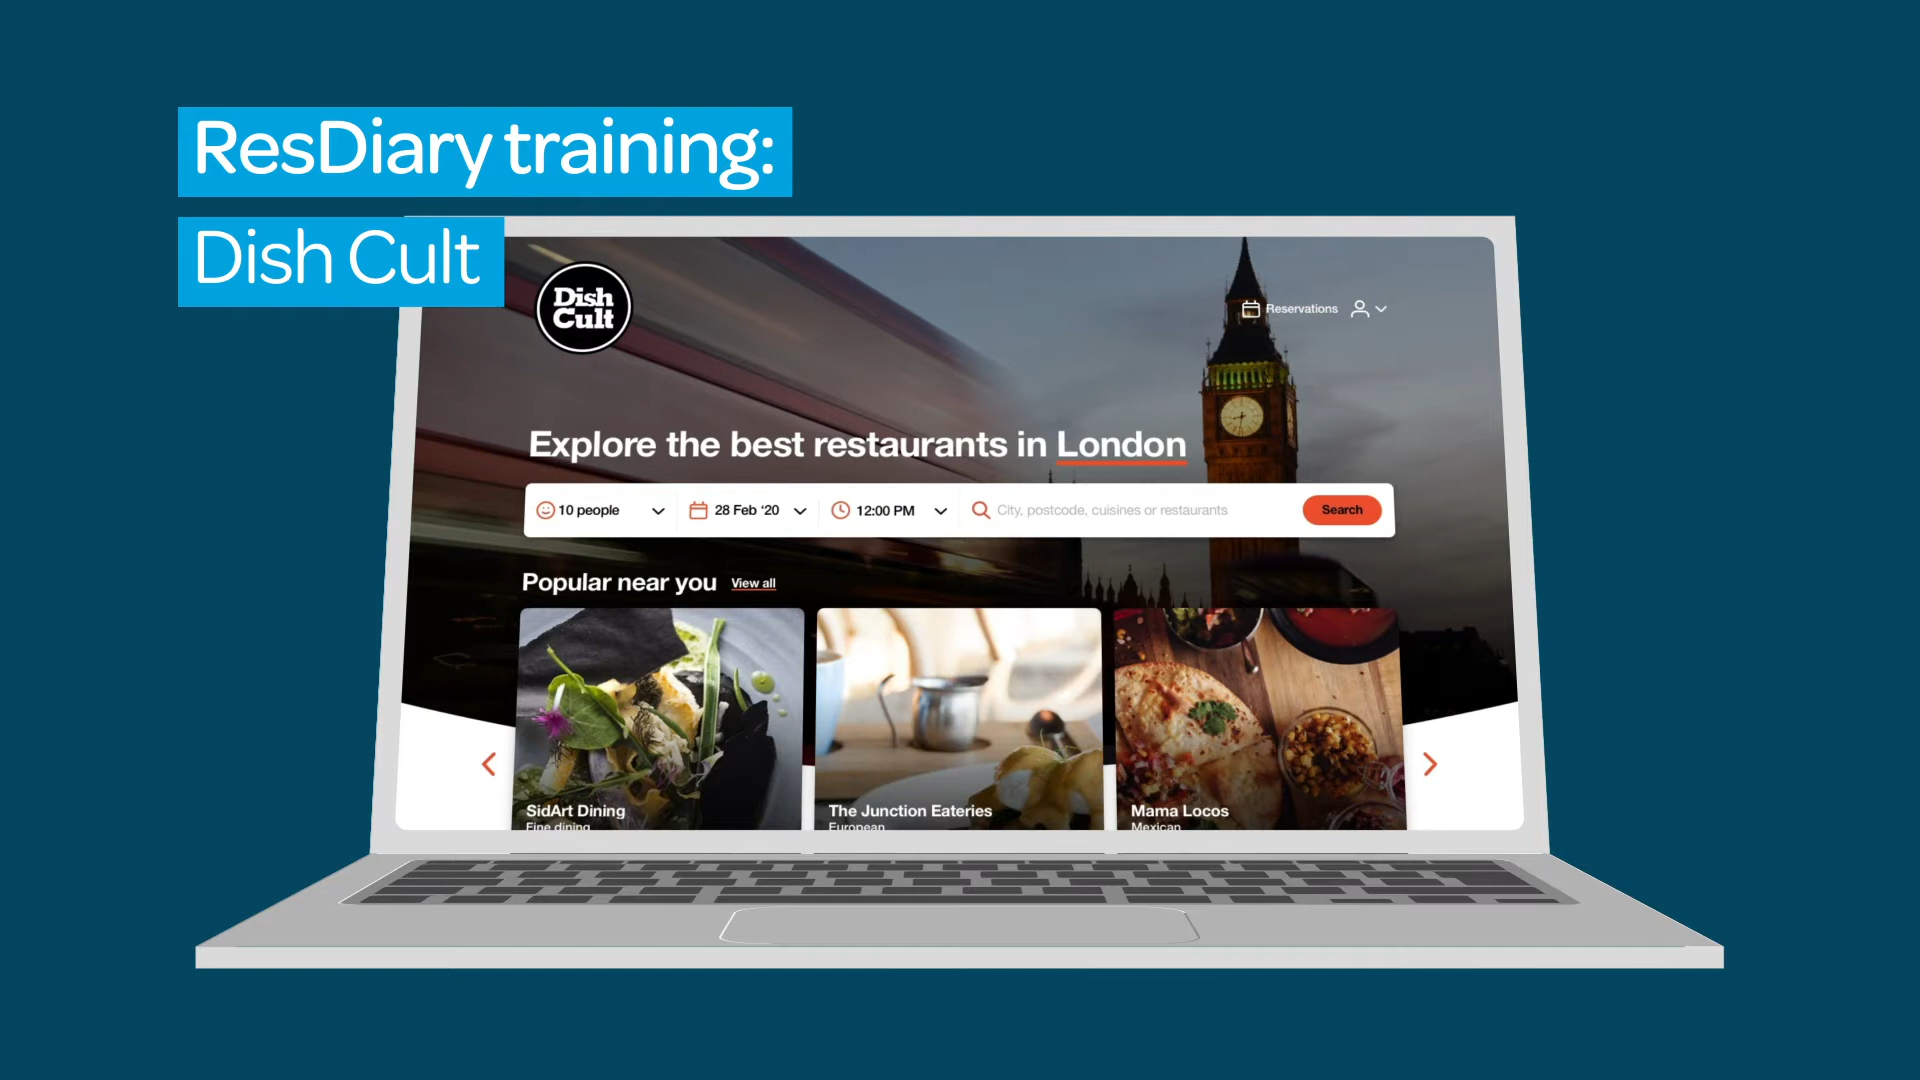 ResDiary training:
Dish Cult
Dish
Cult
Reservations
Explore the best restaurants in London
10 people
28 Feb ‘20
12:00 PM
City, postcode, cuisines or restaurants
Search
Popular near you
View all
SidArt Dining
Fine dining
The Junction Eateries
European
Mama Locos
Mexican